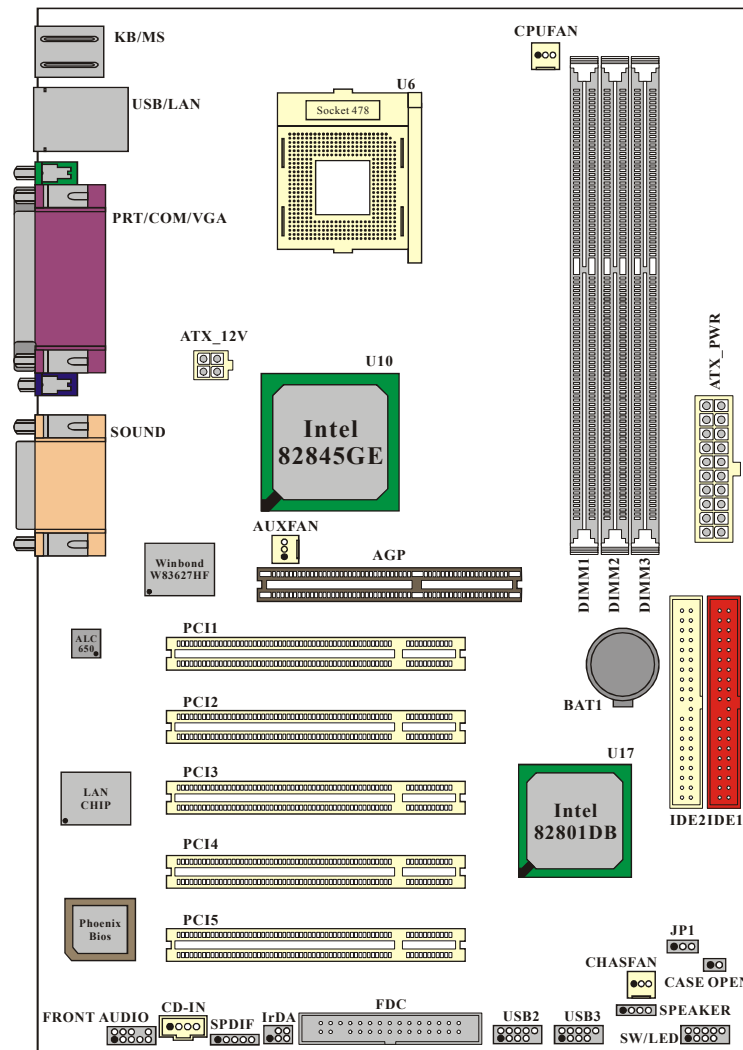 KB/MS
CPUFAN
U6
USB/LAN
Socket 478
PRT/COM/VGA
ATX_12V
U10
ATX_PWR
Intel
82845GE
SOUND
AUXFAN
AGP
Winbond
W83627HF
DIMM1
DIMM2
DIMM3
ALC
650
PCI1
BAT1
PCI2
U17
PCI3
LAN
CHIP
Intel
82801DB
IDE2
IDE1
PCI4
Phoenix
Bios
PCI5
JP1
CHASFAN
CASE OPEN
FRONT AUDIO
CD-IN
SPDIF
IrDA
FDC
USB2
USB3
SPEAKER
SW/LED